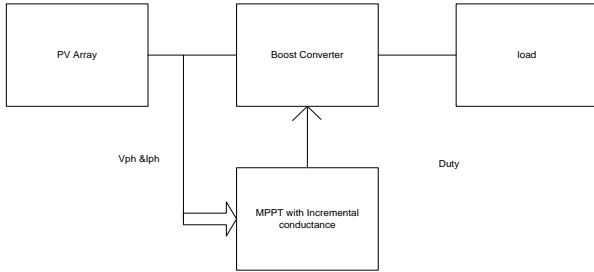 PV Array
Boost Converter
load
Vph &Iph
Duty
MPPT with Incremental
conductance